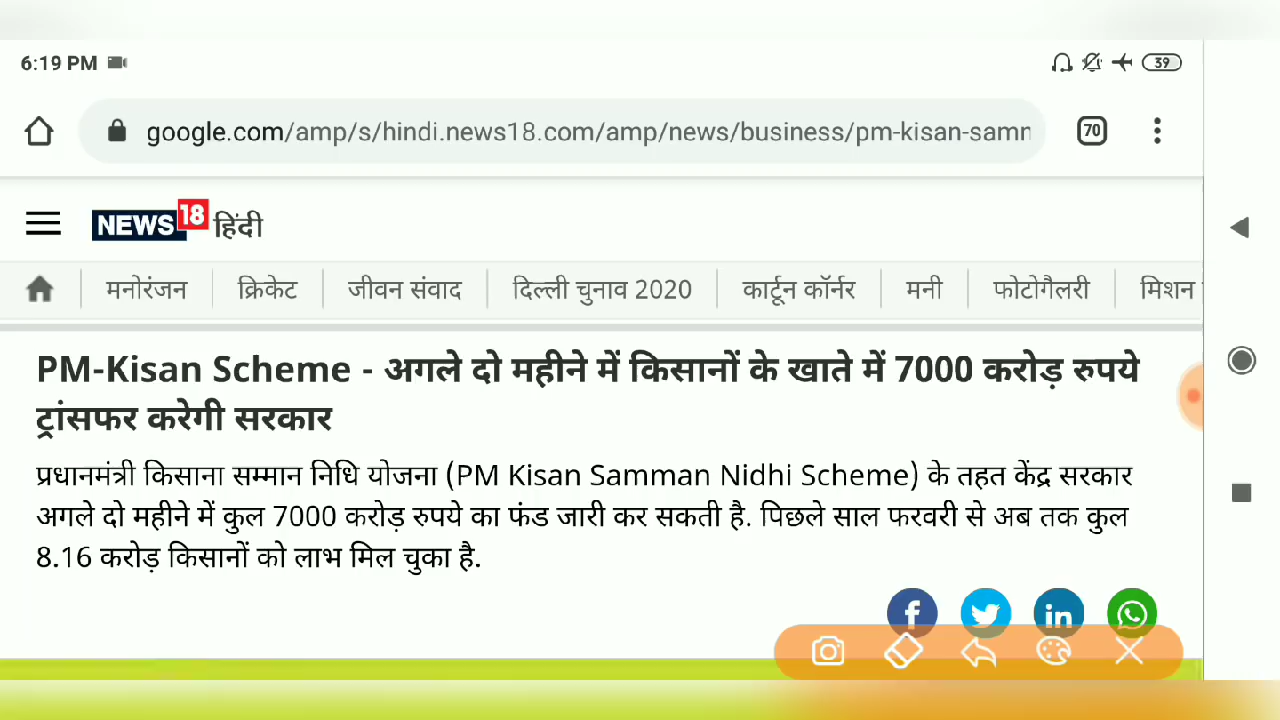 6:19 PM
39
google.com/amp/s/hindi.news18.com/amp/news/business/pm-kisan-samn
70
NEWS18 हिंदी
मनोरंजन क्रिकेट जीवन संवाद दिल्ली चुनाव 2020 कार्टून कॉर्नर मनी फोटोगैलरी मिशन
PM-Kisan Scheme - अगले दो महीने में किसानों के खाते में 7000 करोड़ रुपये
ट्रांसफर करेगी सरकार
प्रधानमंत्री किसाना सम्मान निधि योजना (PM Kisan Samman Nidhi Scheme) के तहत केंद्र सरकार
अगले दो महीने में कुल 7000 करोड़ रुपये का फंड जारी कर सकती है. पिछले साल फरवरी से अब तक कुल
8.16 करोड़ किसानों को लाभ मिल चुका है.